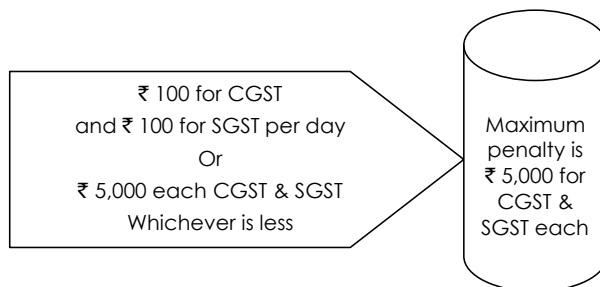 ₹ 100 for CGST
and ₹ 100 for SGST per day
Or
₹ 5,000 each CGST & SGST
Whichever is less
Maximum
penalty is
₹ 5,000 for
CGST &
SGST each